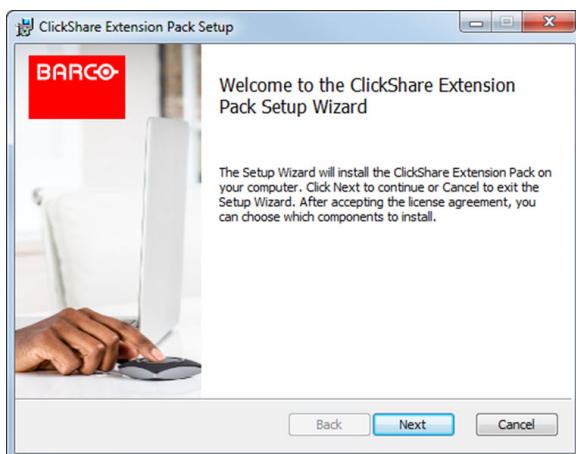 ClickShare Extension Pack Setup
BARCO
Welcome to the ClickShare Extension
Pack Setup Wizard
The Setup Wizard will install the ClickShare Extension Pack on
your computer. Click Next to continue or Cancel to exit the
Setup Wizard. After accepting the license agreement, you
can choose which components to install.
Back
Next
Cancel